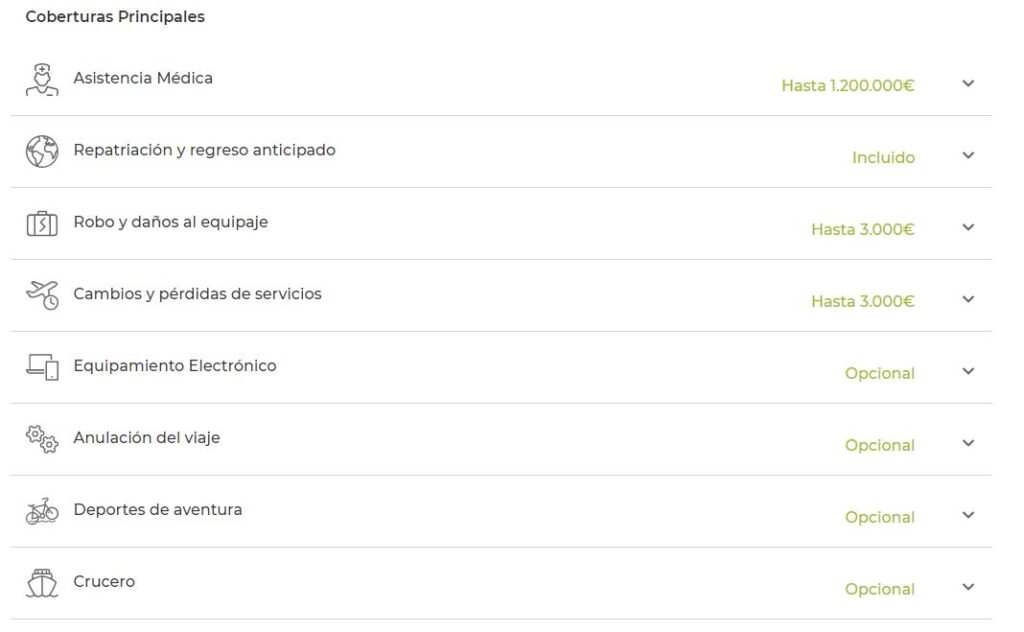 Coberturas Principales
Asistencia Médica
Hasta 1.200.000€
Repatriación y regreso anticipado
Incluido
Robo y daños al equipaje
Hasta 3.000€
Cambios y pérdidas de servicios
Hasta 3.000€
Equipamiento Electrónico
Opcional
Anulación del viaje
Opcional
Deportes de aventura
Opcional
Crucero
Opcional